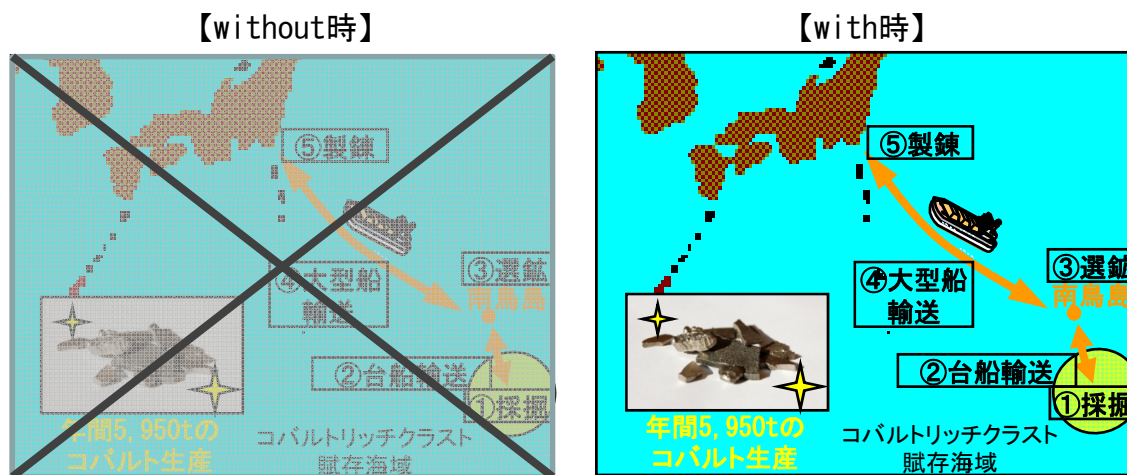 【without時】
⑤製錬
③選鉱
南鳥島
④大型船
輸送
②台船輸送
①採掘
年間5,950tの
コバルト生産
コバルトリッチクラスト
賦存海域
【with時】
⑤製錬
③選鉱
南鳥島
④大型船
輸送
②台船輸送
①採掘
年間5,950tの
コバルト生産
コバルトリッチクラスト
賦存海域